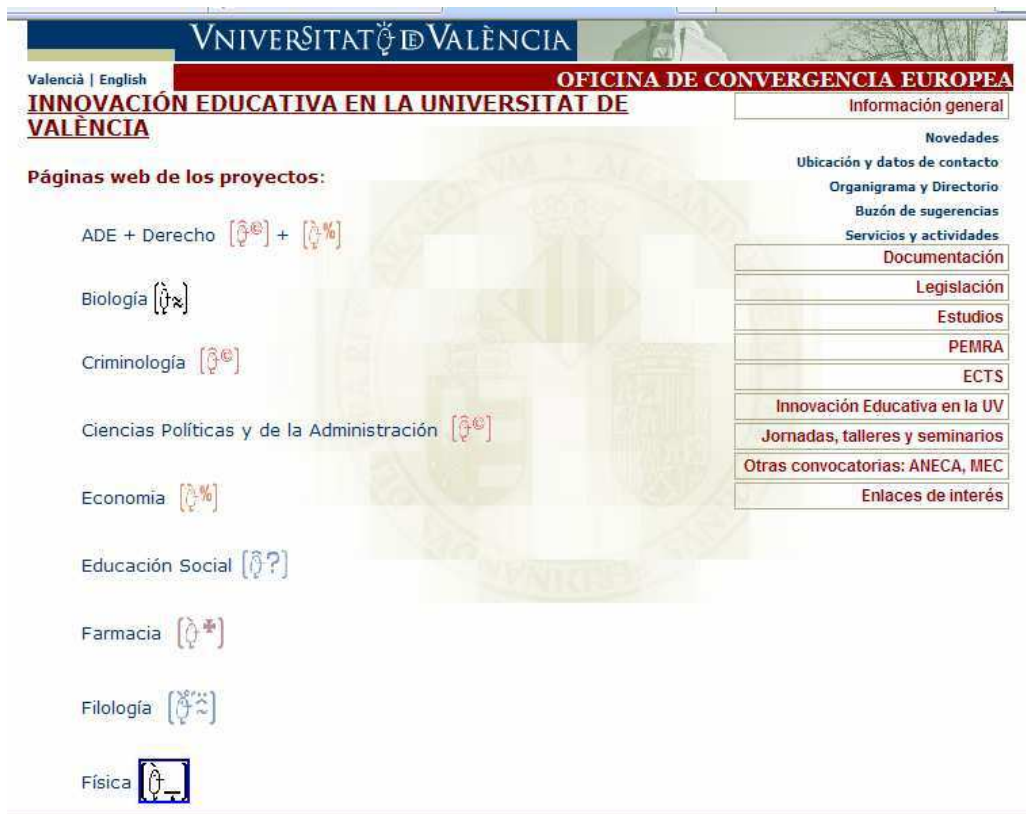 VNIVERSITAT DE VALÈNCIA
Valencià | English
OFICINA DE CONVERGENCIA EUROPEA
INNOVACIÓN EDUCATIVA EN LA UNIVERSITAT DE
VALÈNCIA
Páginas web de los proyectos:
ADE + Derecho [©] + [%]
Biología [≈]
Criminología [©]
Ciencias Políticas y de la Administración [©]
Economia [%]
Educación Social [?]
Farmacia [✚]
Filología
Física
Información general
Novedades
Ubicación y datos de contacto
Organigrama y Directorio
Buzón de sugerencias
Servicios y actividades
Documentación
Legislación
Estudios
PEMRA
ECTS
Innovación Educativa en la UV
Jornadas, talleres y seminarios
Otras convocatorias: ANECA, MEC
Enlaces de interés